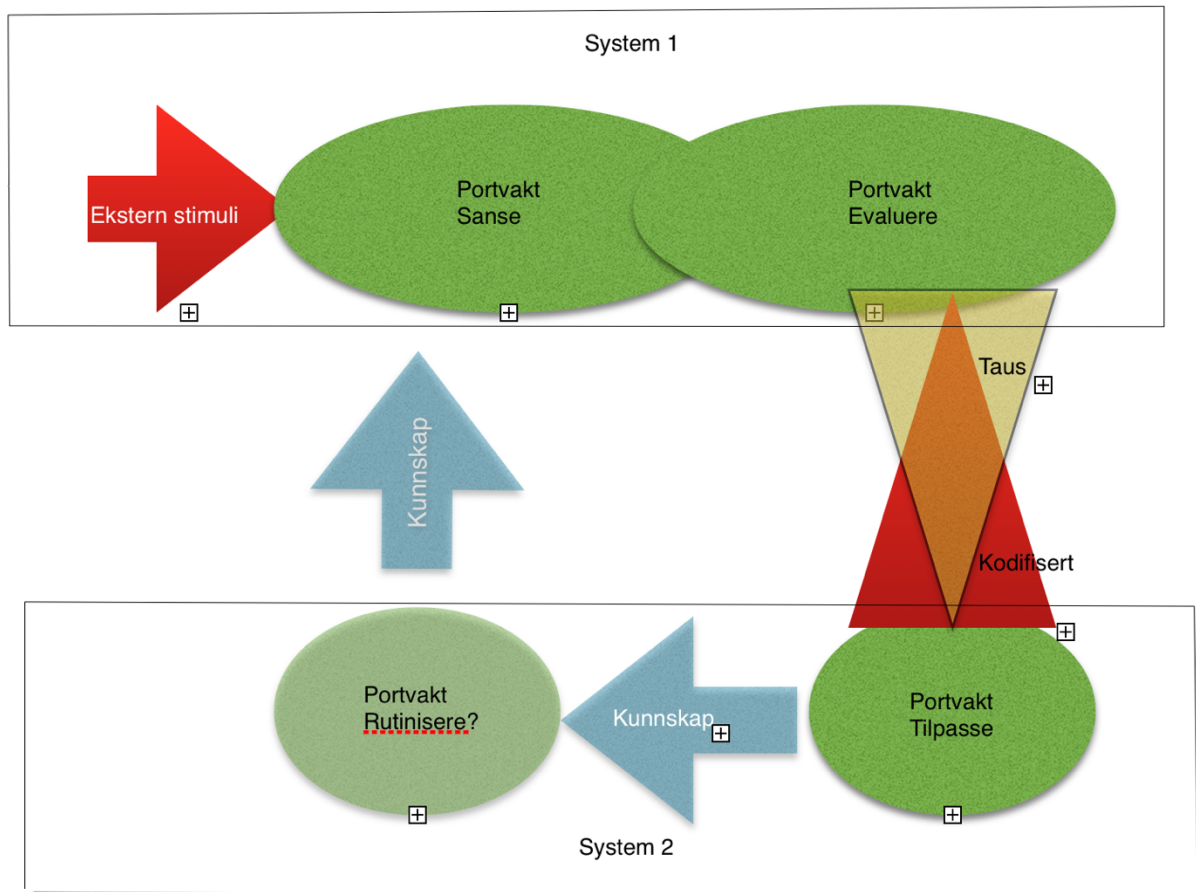 System 1
Ekstern stimuli
Portvakt
Sanse
Portvakt
Evaluere
Taus
Kunnskap
Kodifisert
Portvakt
Rutinisere?
Kunnskap
Portvakt
Tilpasse
System 2